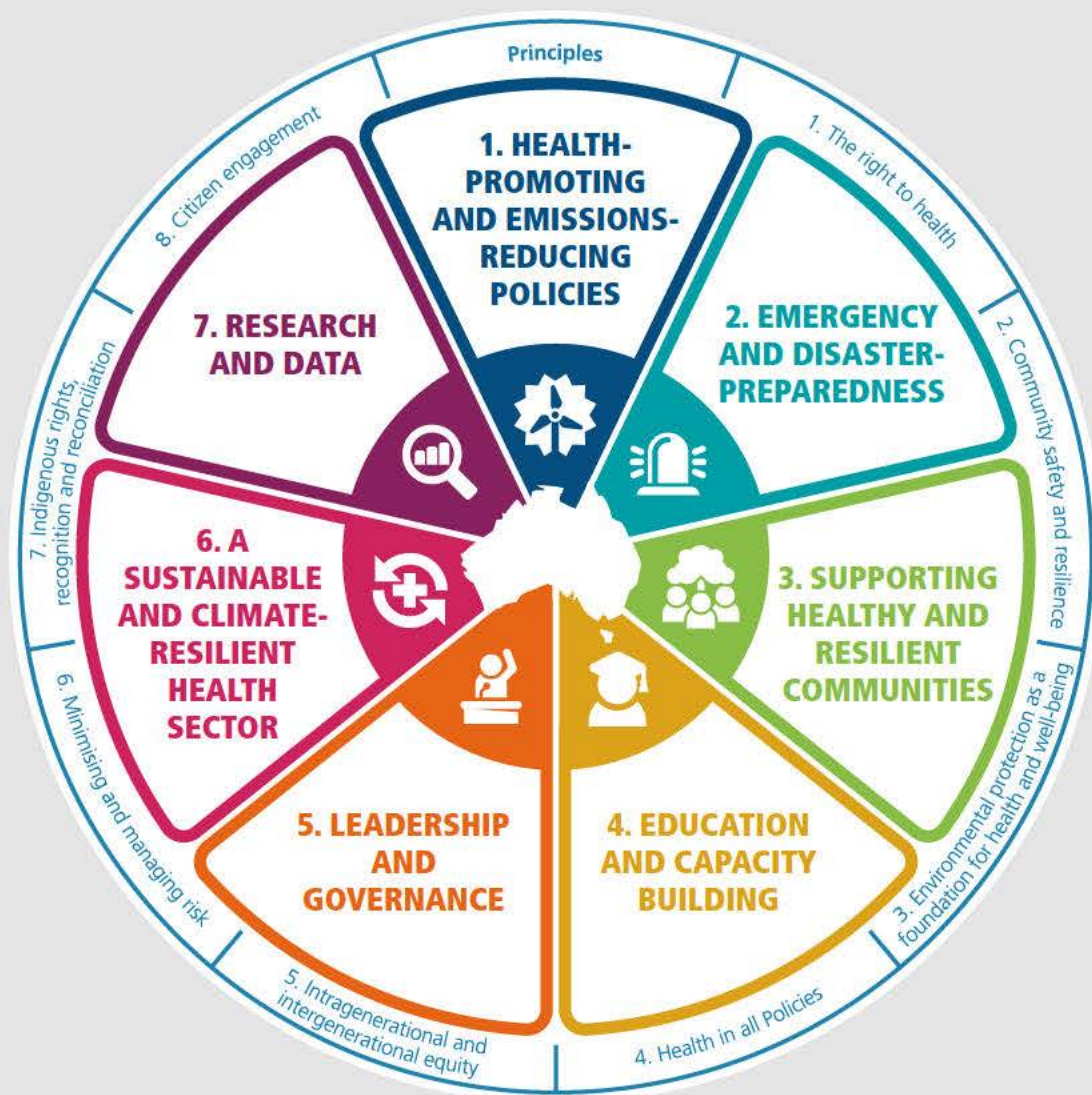 Principles
1. The right to health
2. Community safety and resilience
3. Environmental protection as a
foundation for health and well-being
4. Health in all Policies
5. Intragenerational and
intergenerational equity
6. Minimising and managing risk
7. Indigenous rights,
recognition and reconciliation
8. Citizen engagement
1. HEALTH-
PROMOTING
AND EMISSIONS-
REDUCING
POLICIES
2. EMERGENCY
AND DISASTER-
PREPAREDNESS
3. SUPPORTING
HEALTHY AND
RESILIENT
COMMUNITIES
4. EDUCATION
AND CAPACITY
BUILDING
5. LEADERSHIP
AND
GOVERNANCE
6. A
SUSTAINABLE
AND CLIMATE-
RESILIENT
HEALTH
SECTOR
7. RESEARCH
AND DATA